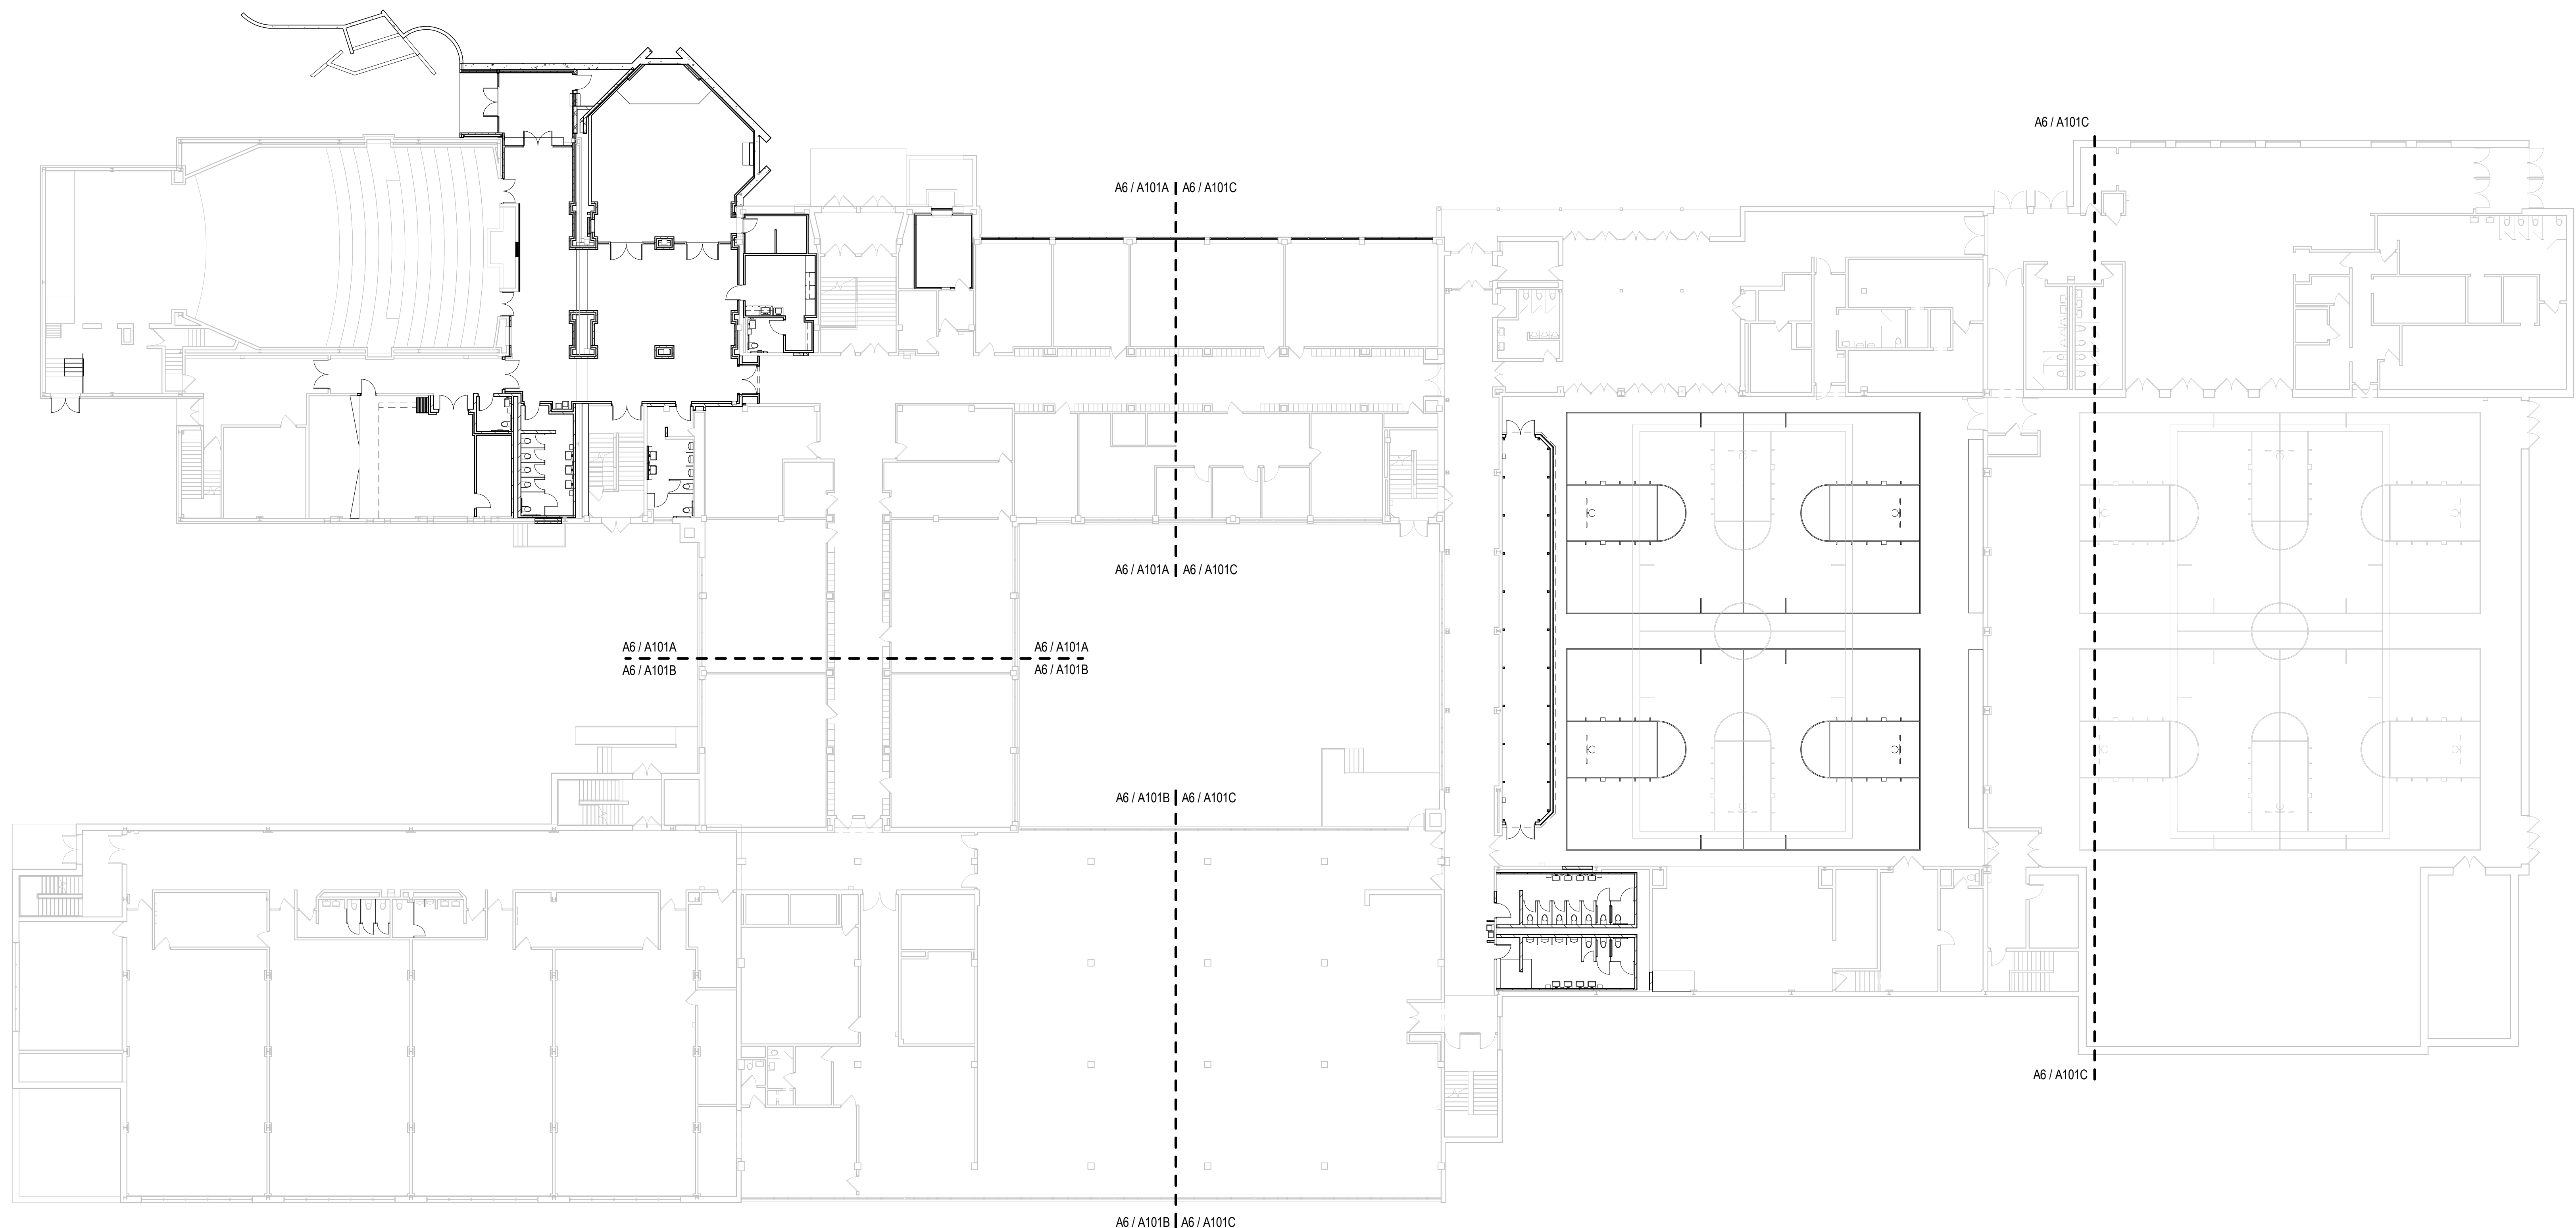 A6 / A101C
A6 / A101A A6 / A101C
A6 / A101A A6 / A101C
A6 / A101A A6 / A101A
A6 / A101B A6 / A101B
A6 / A101B A6 / A101C
A6 / A101C
A6 / A101B A6 / A101C